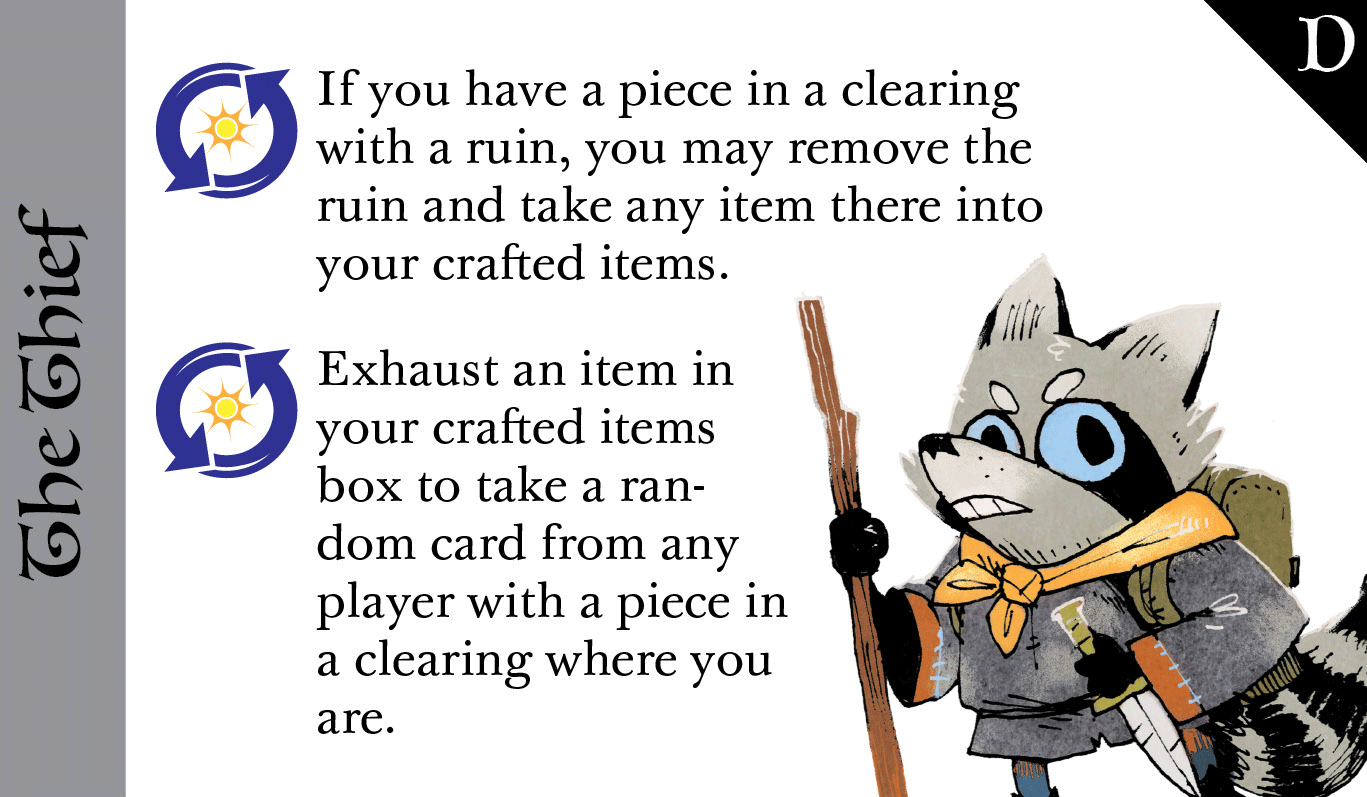 The Thief
D
If you have a piece in a clearing
with a ruin, you may remove the
ruin and take any item there into
your crafted items.
Exhaust an item in
your crafted items
box to take a ran-
dom card from any
player with a piece in
a clearing where you
are.